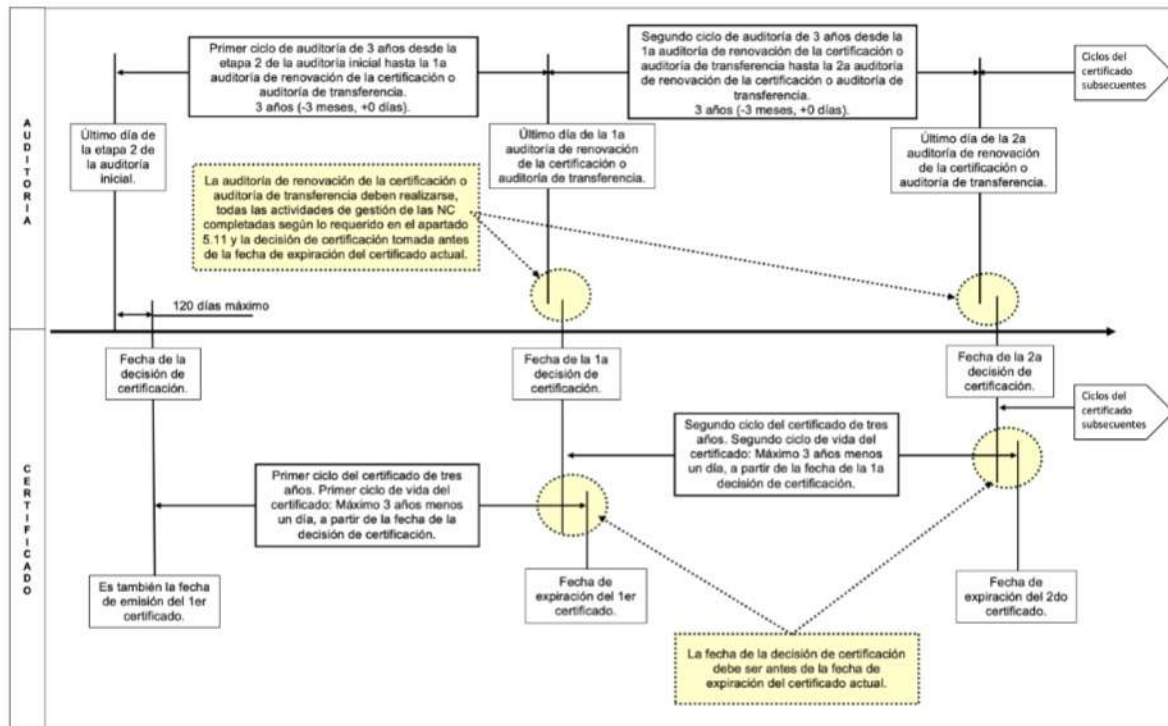 AUDITORIA
Primer ciclo de auditoría de 3 años desde la
etapa 2 de la auditoría inicial hasta la 1a
auditoría de renovación de la certificación o
auditoría de transferencia.
3 años (-3 meses, +0 días).
Segundo ciclo de auditoría de 3 años desde la
1a auditoría de renovación de la certificación o
auditoría de transferencia hasta la 2a auditoría
de renovación de la certificación o auditoría de
transferencia.
3 años (-3 meses, +0 días).
Ciclos del
certificado
subsecuentes
Último día de
la etapa 2 de
la auditoría
inicial.
Último día de la 1a
auditoría de renovación
de la certificación o
auditoría de transferencia.
Último día de la 2a
auditoría de renovación
de la certificación o
auditoría de transferencia.
La auditoría de renovación de la certificación o
auditoría de transferencia deben realizarse,
todas las actividades de gestión de las NC
completadas según lo requerido en el apartado
5.11 y la decisión de certificación tomada antes
de la fecha de expiración del certificado actual.
120 días máximo
CERTIFICADO
Fecha de la
decisión de
certificación.
Fecha de la 1a
decisión de
certificación.
Fecha de la 2a
decisión de
certificación.
Ciclos del
certificado
subsecuentes
Segundo ciclo del certificado de tres
años. Segundo ciclo de vida del
certificado: Máximo 3 años menos
un día, a partir de la fecha de la 1a
decisión de certificación.
Primer ciclo del certificado de tres
años. Primer ciclo de vida del
certificado: Máximo 3 años menos
un día, a partir de la fecha de la
decisión de certificación.
Es también la fecha
de emisión del 1er
certificado.
Fecha de
expiración del 1er
certificado.
Fecha de
expiración del 2do
certificado.
La fecha de la decisión de certificación
debe ser antes de la fecha de
expiración del certificado actual.